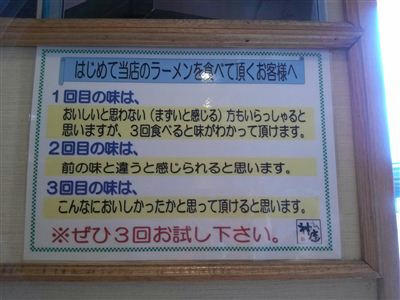 はじめて当店のラーメンを食べて頂くお客様へ
1回目の味は、
おいしいと思わない(まずいと感じる)方もいらっしゃると
思いますが、3回食べると味がわかって頂けます。
2回目の味は、
前の味と違うと感じられると思います。
3回目の味は、
こんなにおいしかったかと思って頂けると思います。
※ぜひ3回お試し下さい。